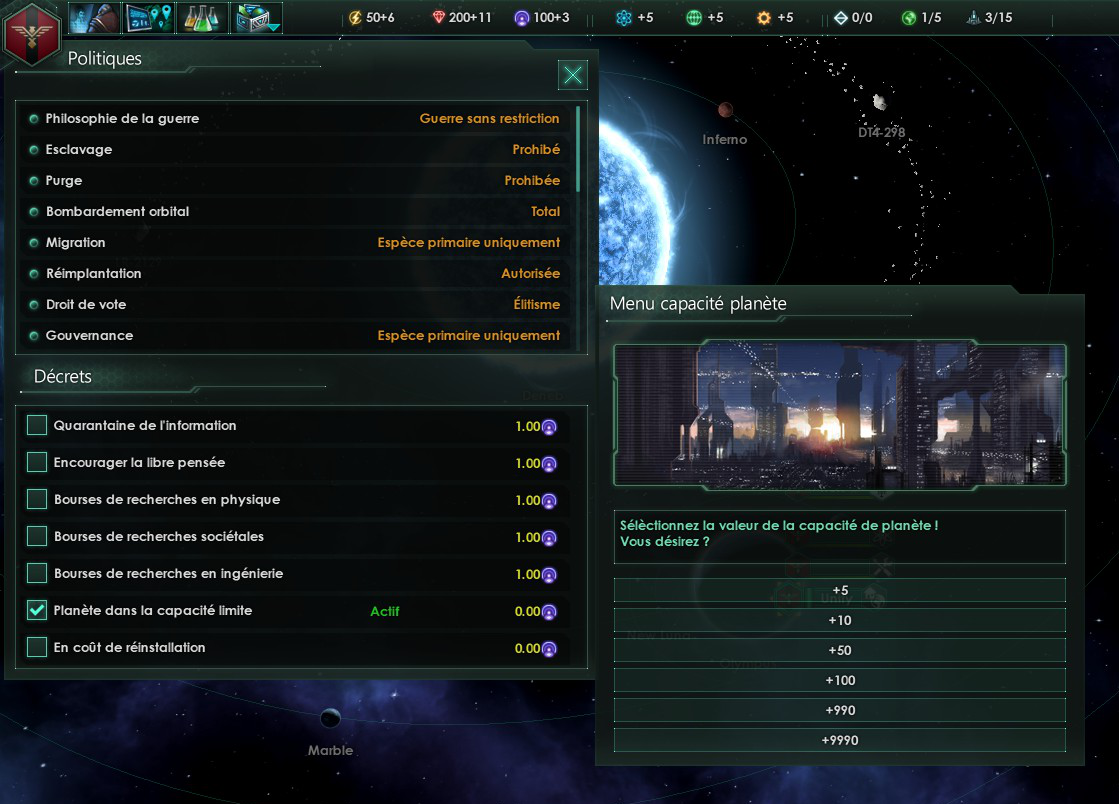 50+6 200+11 100+3 +5 +5 +5 0/0 1/5 3/15
Politiques
Philosophie de la guerre Guerre sans restriction
Esclavage Prohibé
Purge Prohibée
Bombardement orbital Total
Migration Espèce primaire uniquement
Réimplantation Autorisée
Droit de vote Élitisme
Gouvernance Espèce primaire uniquement
Décrets
Quarantaine de l'information 1.00
Encourager la libre pensée 1.00
Bourses de recherches en physique 1.00
Bourses de recherches sociétales 1.00
Bourses de recherches en ingénierie 1.00
Planète dans la capacité limite Actif 0.00
En coût de réinstallation 0.00
Inferno
DT4-298
Menu capacité planète
Sélèctionnez la valeur de la capacité de planète !
Vous désirez ?
+5
+10
+50
+100
+990
+9990
Unity
Marble